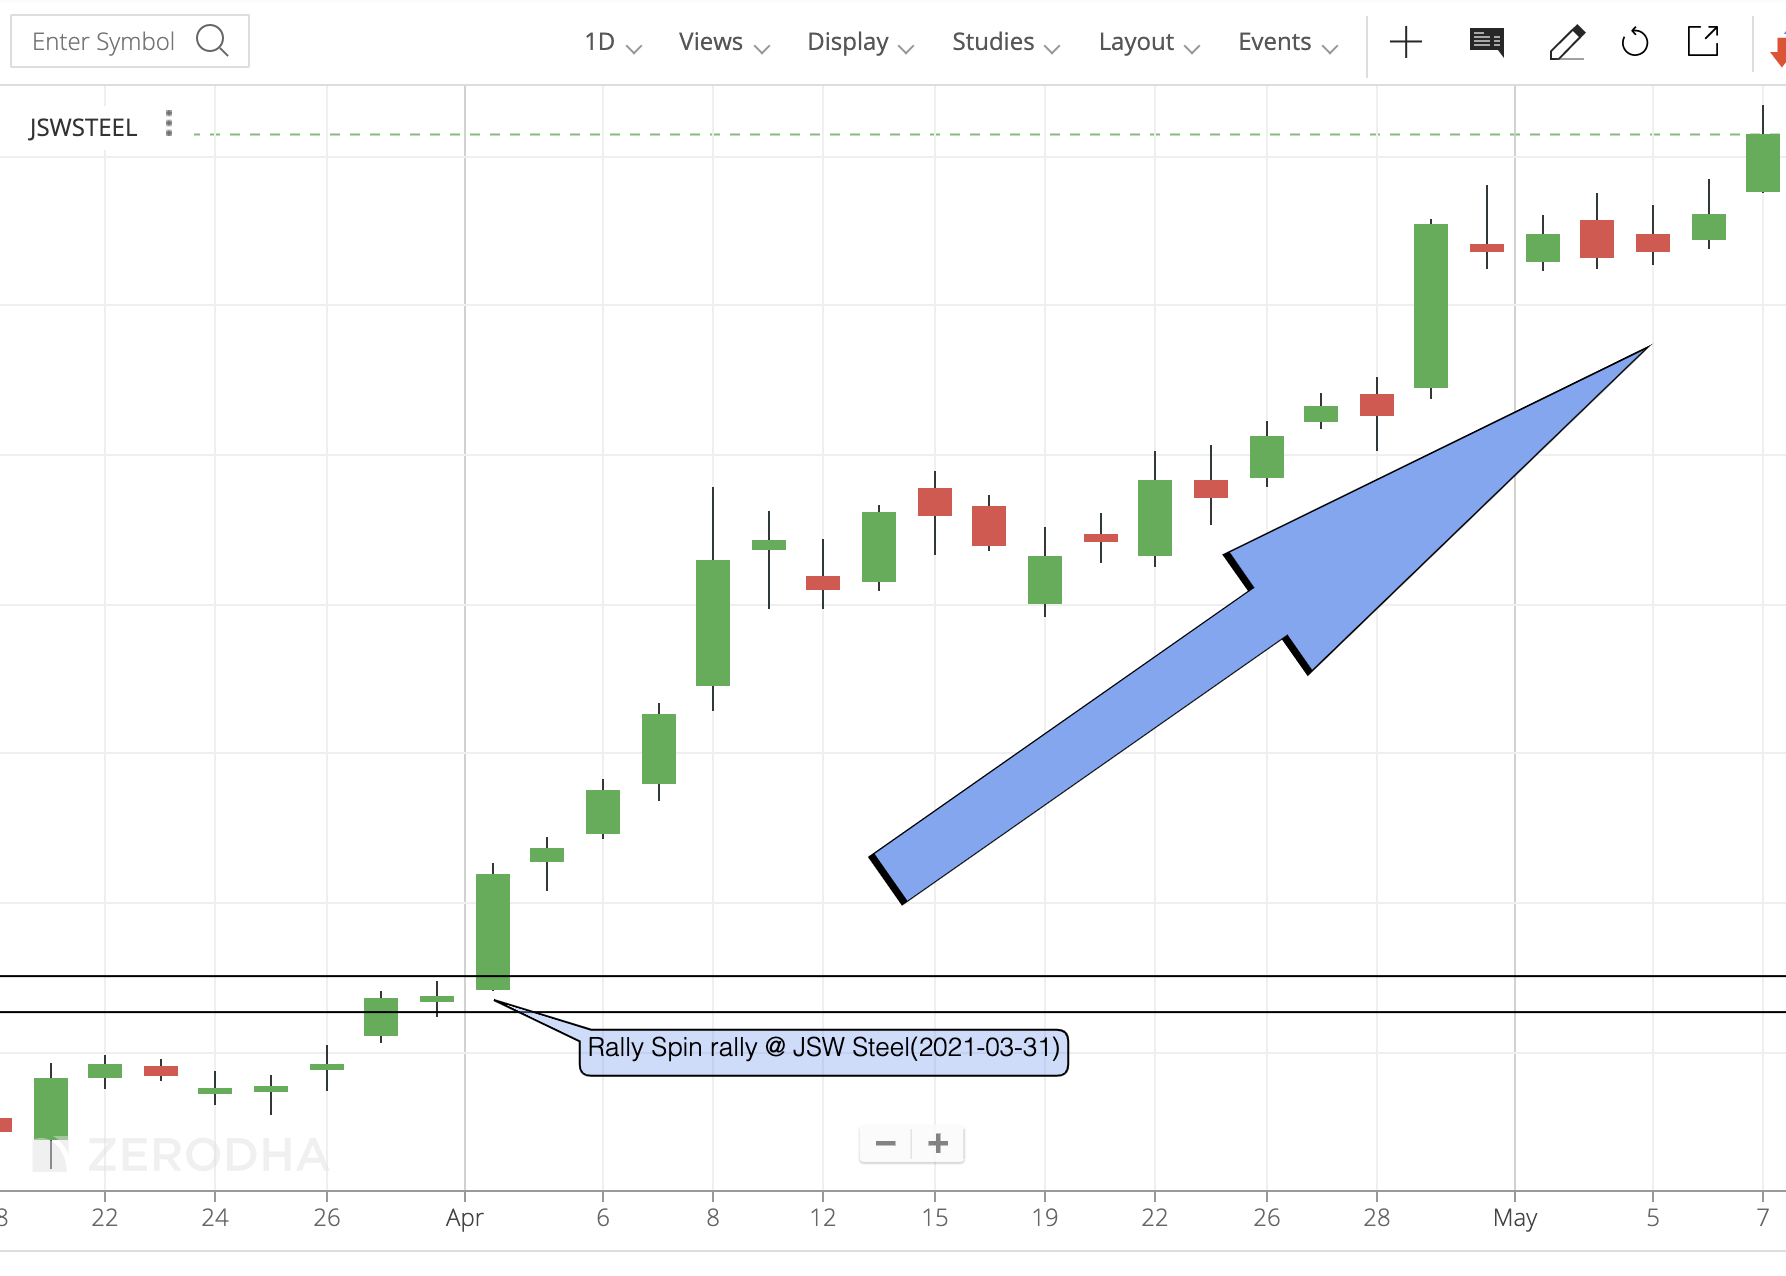 Enter Symbol 1D Views Display Studies Layout Events
JSWSTEEL
Rally Spin rally @ JSW Steel(2021-03-31)
ZERODHA
8 22 24 26 Apr 6 8 12 15 19 22 26 28 May 5 7